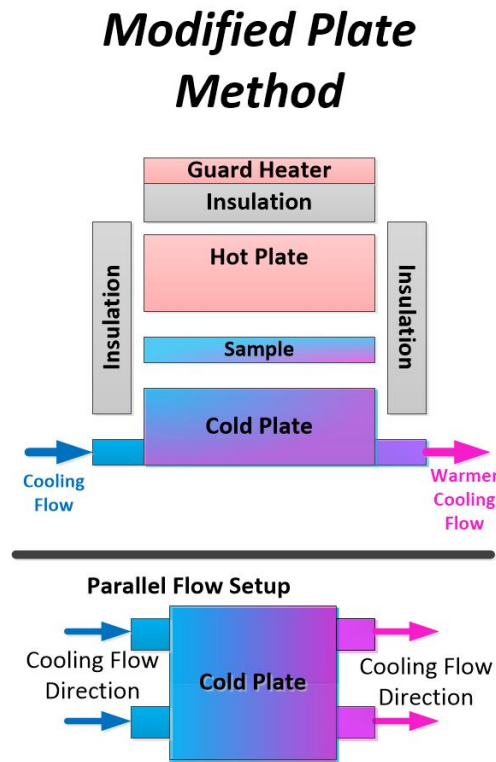 Modified Plate
Method
Guard Heater
Insulation
Hot Plate
Insulation
Insulation
Sample
Cold Plate
Cooling
Flow
Warmer
Cooling
Flow
Parallel Flow Setup
Cooling Flow
Direction
Cold Plate
Cooling Flow
Direction